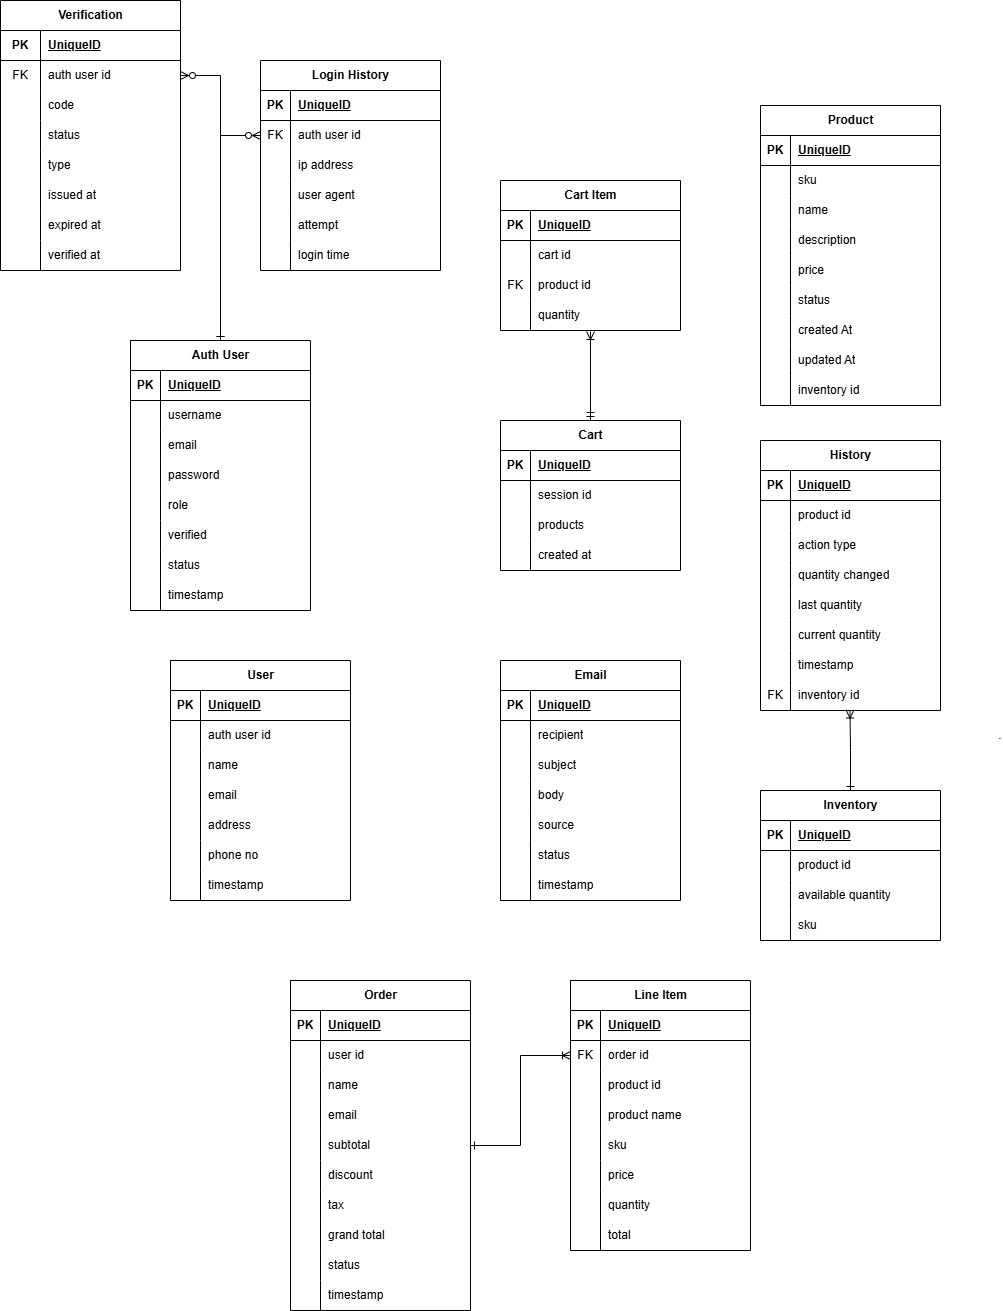 Verification
PK UniqueID
FK auth user id
code
status
type
issued at
expired at
verified at
Login History
PK UniqueID
FK auth user id
ip address
user agent
attempt
login time
Auth User
PK UniqueID
username
email
password
role
verified
status
timestamp
Cart Item
PK UniqueID
cart id
FK product id
quantity
Cart
PK UniqueID
session id
products
created at
Product
PK UniqueID
sku
name
description
price
status
created At
updated At
inventory id
History
PK UniqueID
product id
action type
quantity changed
last quantity
current quantity
timestamp
FK inventory id
.
Inventory
PK UniqueID
product id
available quantity
sku
User
PK UniqueID
auth user id
name
email
address
phone no
timestamp
Email
PK UniqueID
recipient
subject
body
source
status
timestamp
Order
PK UniqueID
user id
name
email
subtotal
discount
tax
grand total
status
timestamp
Line Item
PK UniqueID
FK order id
product id
product name
sku
price
quantity
total